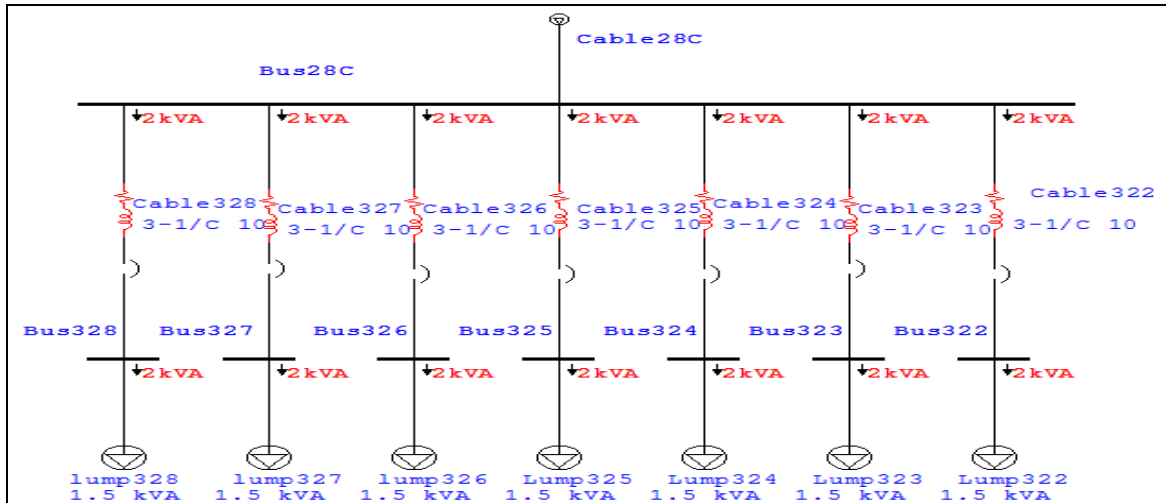 Cable28C
Bus28C
2kVA 2kVA 2kVA 2kVA 2kVA 2kVA 2kVA
Cable328 Cable327 Cable326 Cable325 Cable324 Cable323 Cable322
3-1/C 10 3-1/C 10 3-1/C 10 3-1/C 10 3-1/C 10 3-1/C 10 3-1/C 10
Bus328 Bus327 Bus326 Bus325 Bus324 Bus323 Bus322
2kVA 2kVA 2kVA 2kVA 2kVA 2kVA 2kVA
lump328 lump327 lump326 Lump325 Lump324 Lump323 Lump322
1.5 kVA 1.5 kVA 1.5 kVA 1.5 kVA 1.5 kVA 1.5 kVA 1.5 kVA